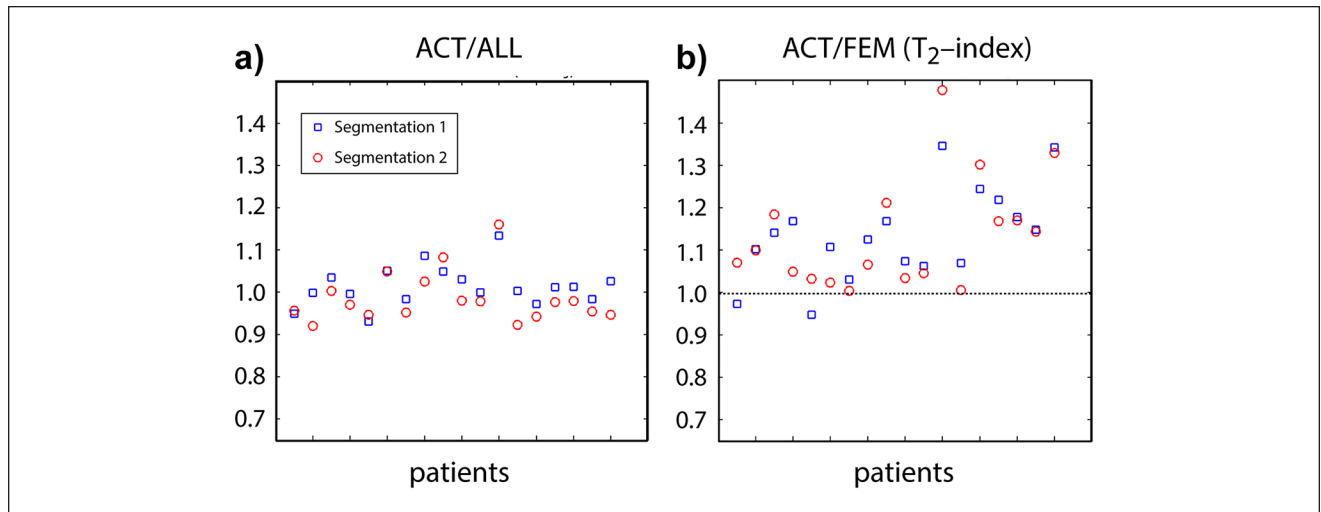 a)
ACT/ALL
1.4
1.3
1.2
1.1
1.0
0.9
0.8
0.7
Segmentation 1
Segmentation 2
patients
b)
ACT/FEM (T₂–index)
1.4
1.3
1.2
1.1
1.0
0.9
0.8
0.7
patients